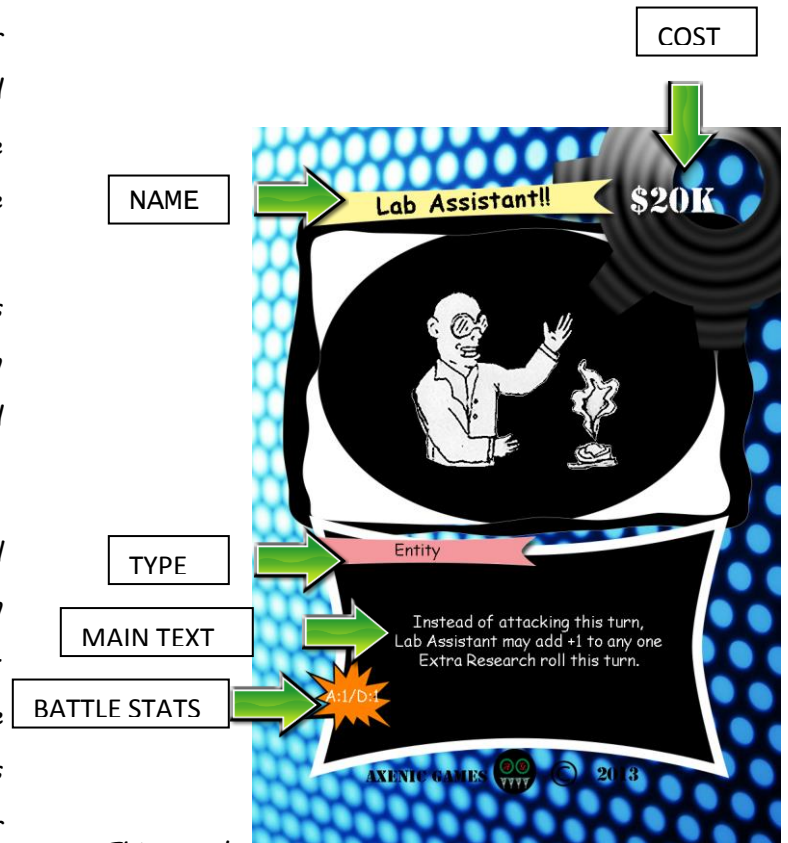 COST
NAME
Lab Assistant!!
$20K
TYPE
Entity
MAIN TEXT
Instead of attacking this turn,
Lab Assistant may add +1 to any one
Extra Research roll this turn.
BATTLE STATS
A:1/D:1
AXENIC GAMES © 2013